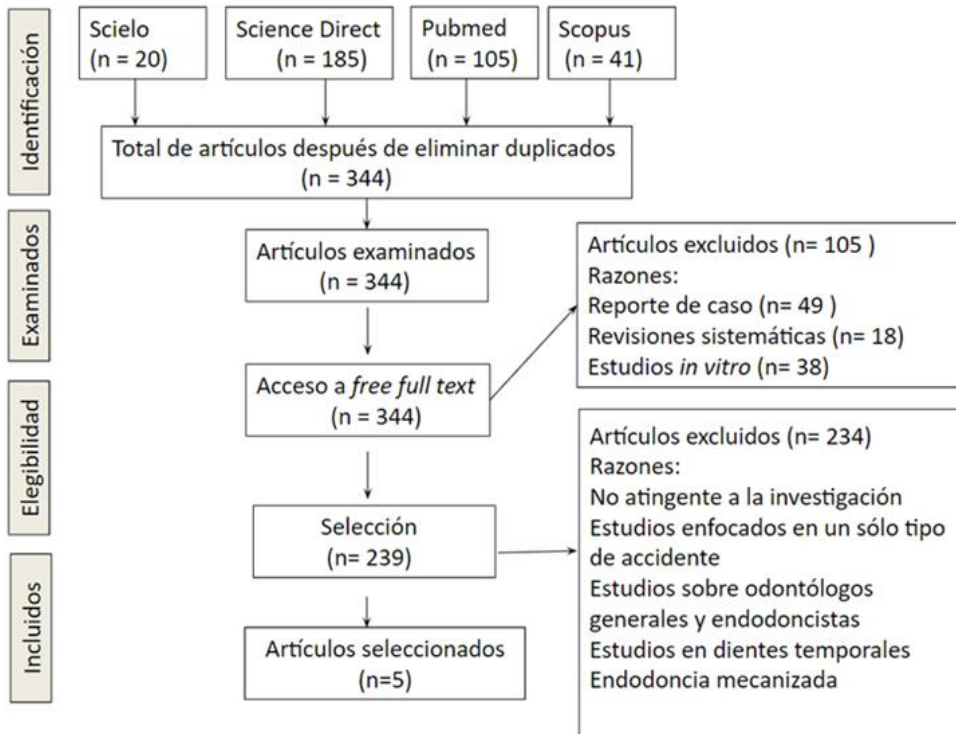 Identificación
Scielo
(n = 20)
Science Direct
(n = 185)
Pubmed
(n = 105)
Scopus
(n = 41)
Total de artículos después de eliminar duplicados
(n = 344)
Examinados
Artículos examinados
(n = 344)
Artículos excluidos (n= 105 )
Razones:
Reporte de caso (n= 49 )
Revisiones sistemáticas (n= 18)
Estudios in vitro (n= 38)
Elegibilidad
Acceso a free full text
(n = 344)
Selección
(n= 239)
Artículos excluidos (n= 234)
Razones:
No atingente a la investigación
Estudios enfocados en un sólo tipo
de accidente
Estudios sobre odontólogos
generales y endodoncistas
Estudios en dientes temporales
Endodoncia mecanizada
Incluidos
Artículos seleccionados
(n=5)